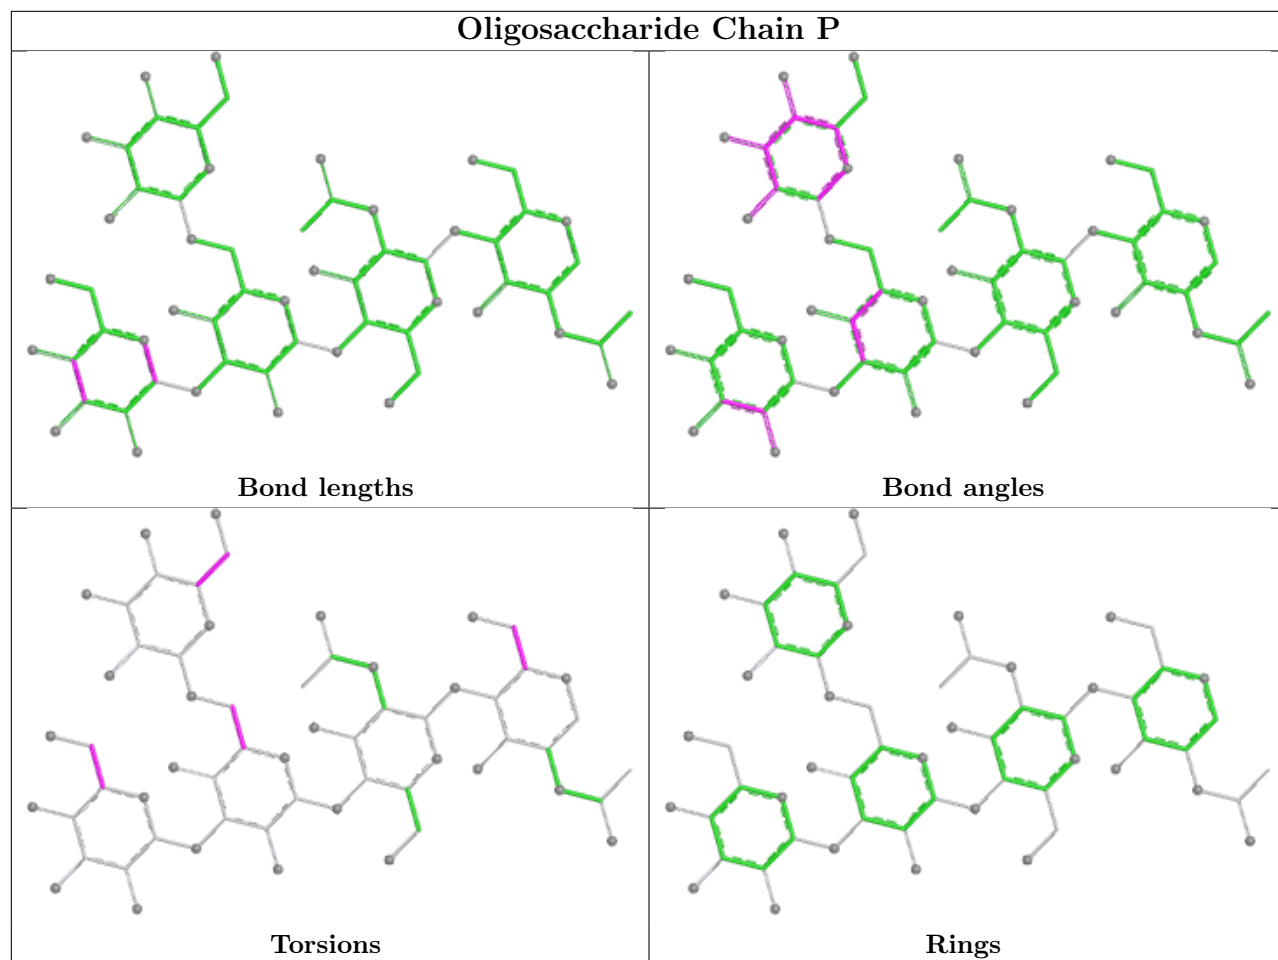 Oligosaccharide Chain P
Bond lengths
Bond angles
Torsions
Rings